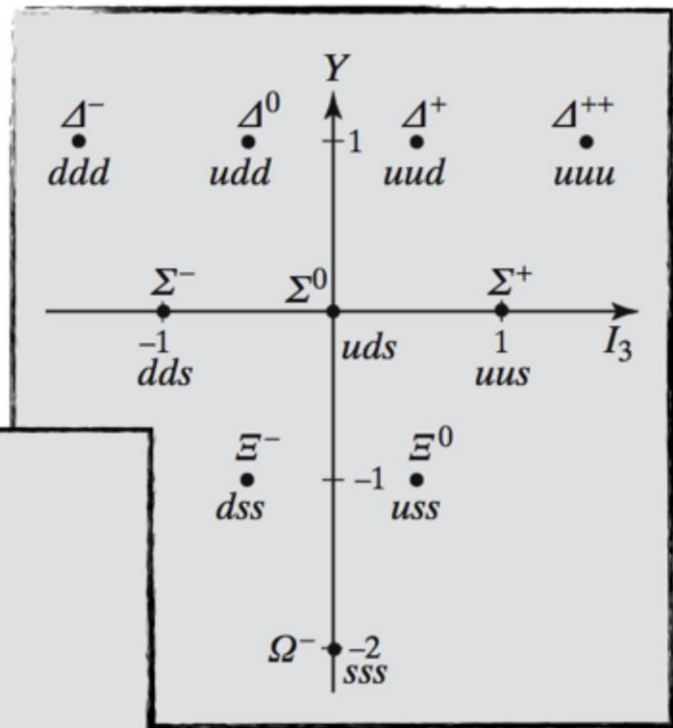 Y
Δ⁻ Δ⁰ Δ⁺ Δ⁺⁺
1
ddd udd uud uuu
Σ⁻ Σ⁰ Σ⁺
−1 uds 1 I₃
dds uus
Ξ⁻ Ξ⁰
−1
dss uss
Ω⁻ −2
sss